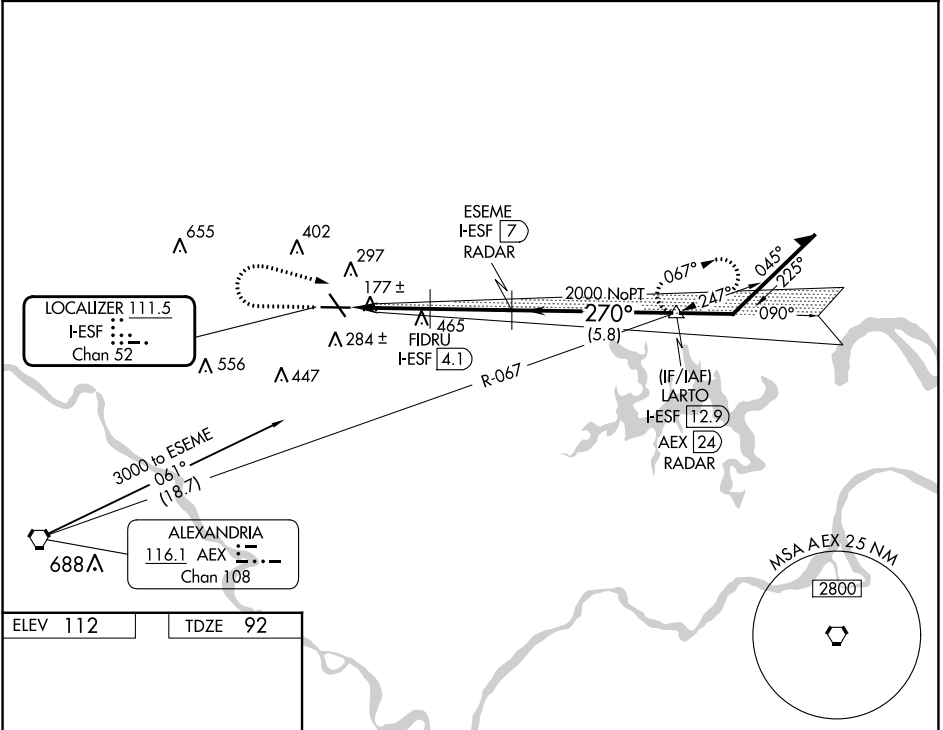 655
402
297
177 ±
ESEME
I-ESF 7
RADAR
2000 NoPT
270°
(5.8)
067°
247°
045°
225°
090°
LOCALIZER 111.5
I-ESF
Chan 52
284 ±
465
FIDRU
I-ESF 4.1
556
447
R-067
(IF/IAF)
LARTO
I-ESF 12.9
AEX 24
RADAR
3000 to ESEME
061°
(18.7)
688
ALEXANDRIA
116.1 AEX
Chan 108
MSA AEX 25 NM
2800
ELEV 112
TDZE 92